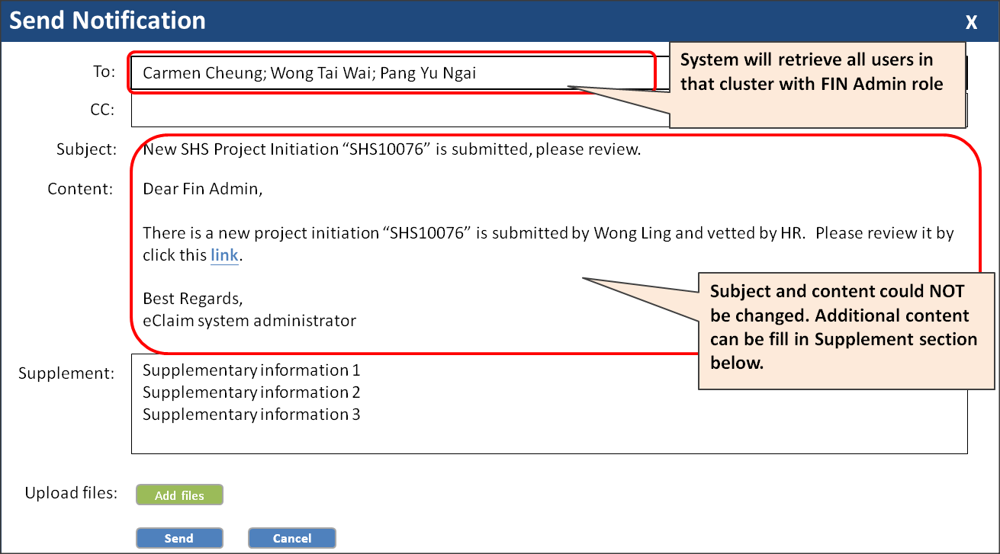 Send Notification X
To: Carmen Cheung; Wong Tai Wai; Pang Yu Ngai
System will retrieve all users in
that cluster with FIN Admin role
CC:
Subject: New SHS Project Initiation “SHS10076” is submitted, please review.
Content: Dear Fin Admin,
There is a new project initiation “SHS10076” is submitted by Wong Ling and vetted by HR. Please review it by
click this link.
Best Regards,
eClaim system administrator
Subject and content could NOT
be changed. Additional content
can be fill in Supplement section
below.
Supplement: Supplementary information 1
Supplementary information 2
Supplementary information 3
Upload files: Add files
Send Cancel